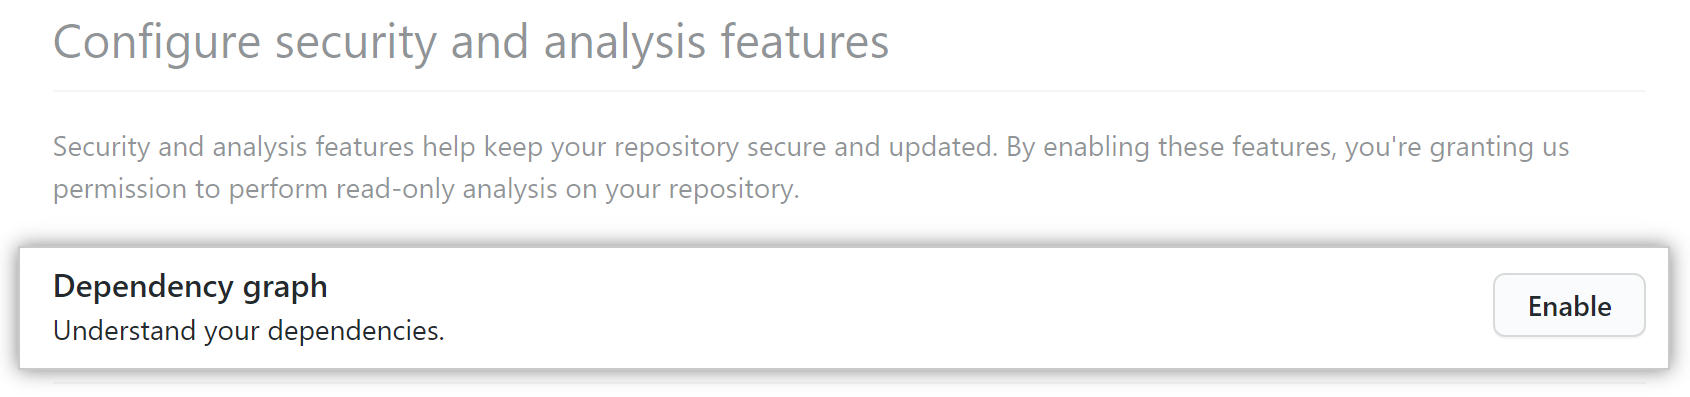 Configure security and analysis features
Security and analysis features help keep your repository secure and updated. By enabling these features, you're granting us
permission to perform read-only analysis on your repository.
Dependency graph
Understand your dependencies.
Enable